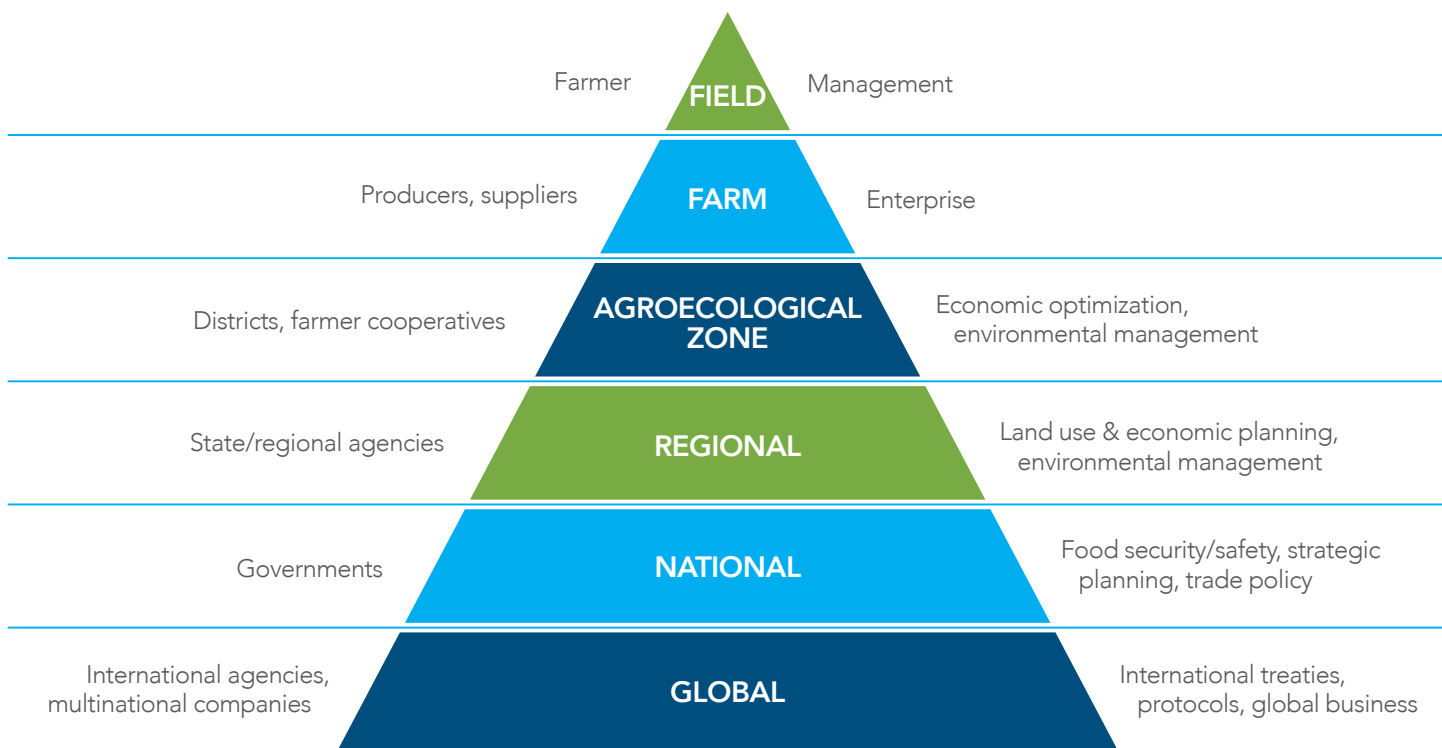 Farmer
FIELD
Management
Producers, suppliers
FARM
Enterprise
Districts, farmer cooperatives
AGROECOLOGICAL
ZONE
Economic optimization,
environmental management
State/regional agencies
REGIONAL
Land use & economic planning,
environmental management
Governments
NATIONAL
Food security/safety, strategic
planning, trade policy
International agencies,
multinational companies
GLOBAL
International treaties,
protocols, global business